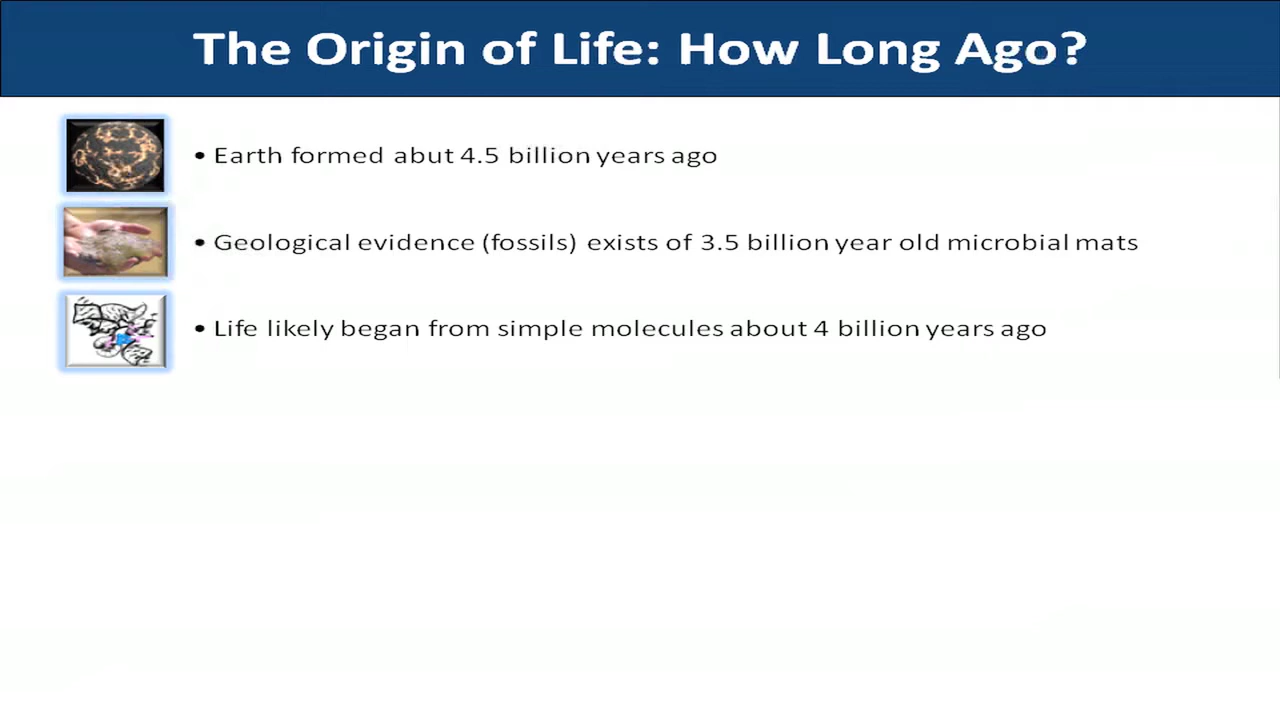 The Origin of Life: How Long Ago?
• Earth formed abut 4.5 billion years ago
• Geological evidence (fossils) exists of 3.5 billion year old microbial mats
• Life likely began from simple molecules about 4 billion years ago